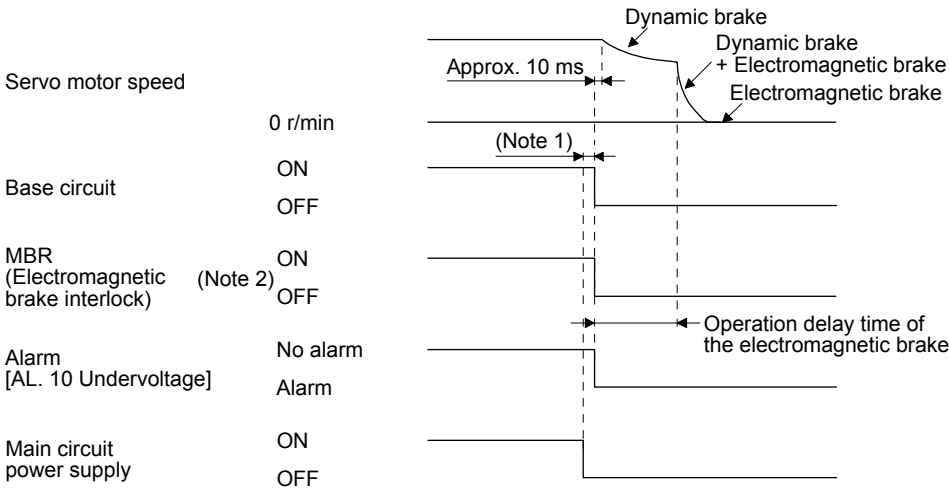 Dynamic brake
Dynamic brake
+ Electromagnetic brake
Electromagnetic brake
Approx. 10 ms
Servo motor speed
0 r/min
(Note 1)
Base circuit
ON
OFF
MBR
(Electromagnetic
brake interlock)
(Note 2)
ON
OFF
Operation delay time of
the electromagnetic brake
Alarm
[AL. 10 Undervoltage]
No alarm
Alarm
Main circuit
power supply
ON
OFF